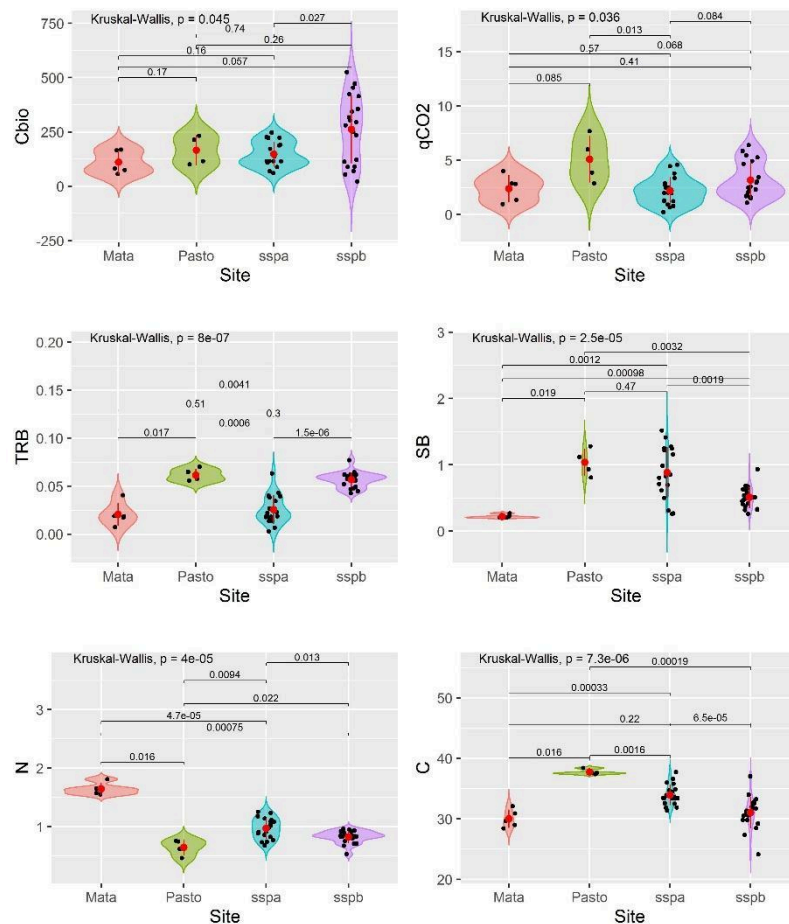 Kruskal-Wallis, p = 0.045
0.027
0.74
0.26
0.16
0.057
0.17
750
500
250
0
-250
Cbio
Mata Pasto sspa sspb
Site
Kruskal-Wallis, p = 0.036
0.084
0.013
0.57 0.068
0.41
0.085
15
10
5
0
qCO2
Mata Pasto sspa sspb
Site
Kruskal-Wallis, p = 8e-07
0.0041
0.51
0.3
0.0006
0.017 1.5e-06
0.20
0.15
0.10
0.05
0.00
TRB
Mata Pasto sspa sspb
Site
Kruskal-Wallis, p = 2.5e-05
0.0032
0.0012
0.00098
0.47 0.0019
0.019
3
2
1
0
SB
Mata Pasto sspa sspb
Site
Kruskal-Wallis, p = 4e-05
0.013
0.0094
0.022
4.7e-05
0.00075
0.016
3
2
1
N
Mata Pasto sspa sspb
Site
Kruskal-Wallis, p = 7.3e-06
0.00019
0.00033
0.22 6.5e-05
0.016 0.0016
50
40
30
20
C
Mata Pasto sspa sspb
Site